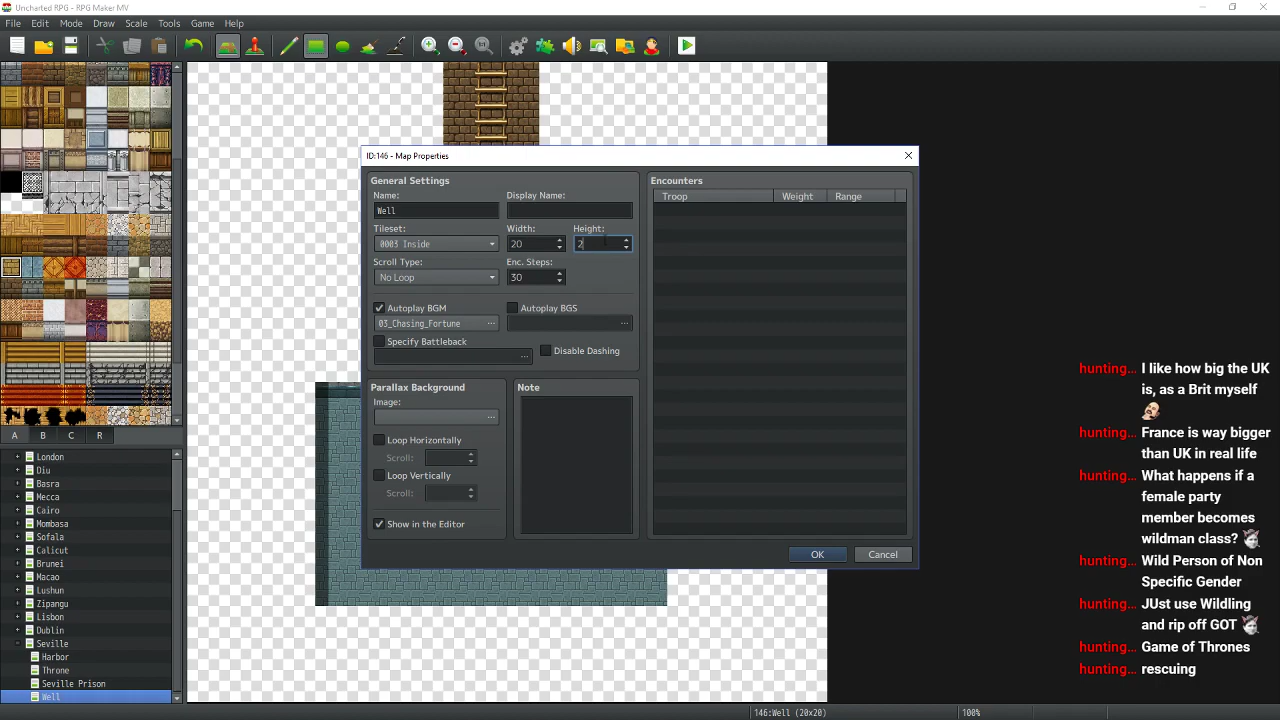 Uncharted RPG - RPG Maker MV
File Edit Mode Draw Scale Tools Game Help
ID:146 - Map Properties
General Settings
Name:
Display Name:
Well
Tileset:
Width:
Height:
0003 Inside
20
2
Scroll Type:
Enc. Steps:
No Loop
30
Autoplay BGM
Autoplay BGS
03_Chasing_Fortune
...
...
Specify Battleback
Disable Dashing
...
Parallax Background
Note
Image:
...
Loop Horizontally
Scroll:
Loop Vertically
Scroll:
Show in the Editor
Encounters
Troop
Weight
Range
OK
Cancel
A B C R
London
Diu
Basra
Mecca
Cairo
Mombasa
Sofala
Calicut
Brunei
Macao
Lushun
Zipangu
Lisbon
Dublin
Seville
Harbor
Throne
Seville Prison
Well
hunting... I like how big the UK
is, as a Brit myself
hunting... France is way bigger
than UK in real life
hunting... What happens if a
female party
member becomes
wildman class?
hunting... Wild Person of Non
Specific Gender
hunting... JUst use Wildling
and rip off GOT
hunting... Game of Thrones
hunting... rescuing
146:Well (20x20)
100%